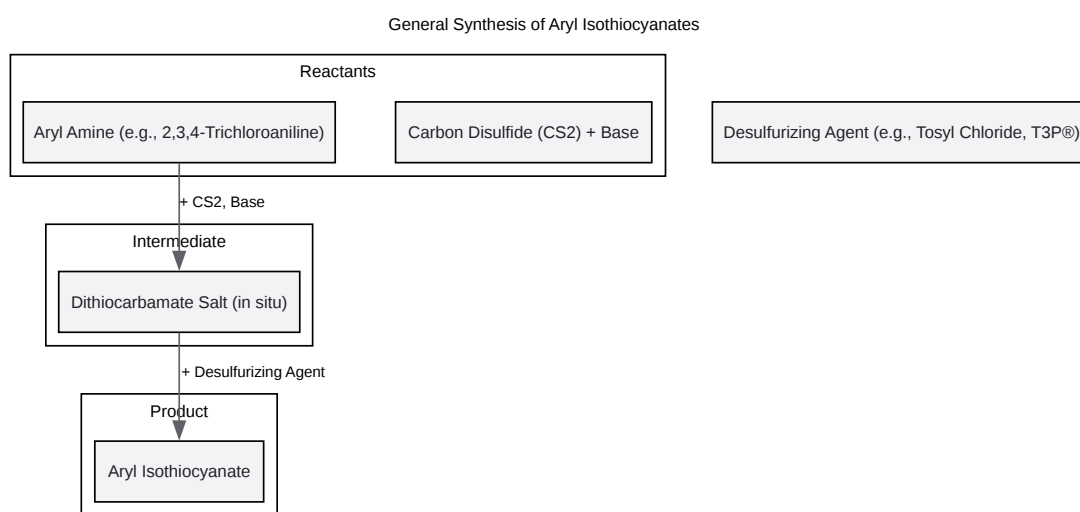 General Synthesis of Aryl Isothiocyanates
Reactants
Aryl Amine (e.g., 2,3,4-Trichloroaniline)
Carbon Disulfide (CS2) + Base
Desulfurizing Agent (e.g., Tosyl Chloride, T3P®)
+ CS2, Base
Intermediate
Dithiocarbamate Salt (in situ)
+ Desulfurizing Agent
Product
Aryl Isothiocyanate